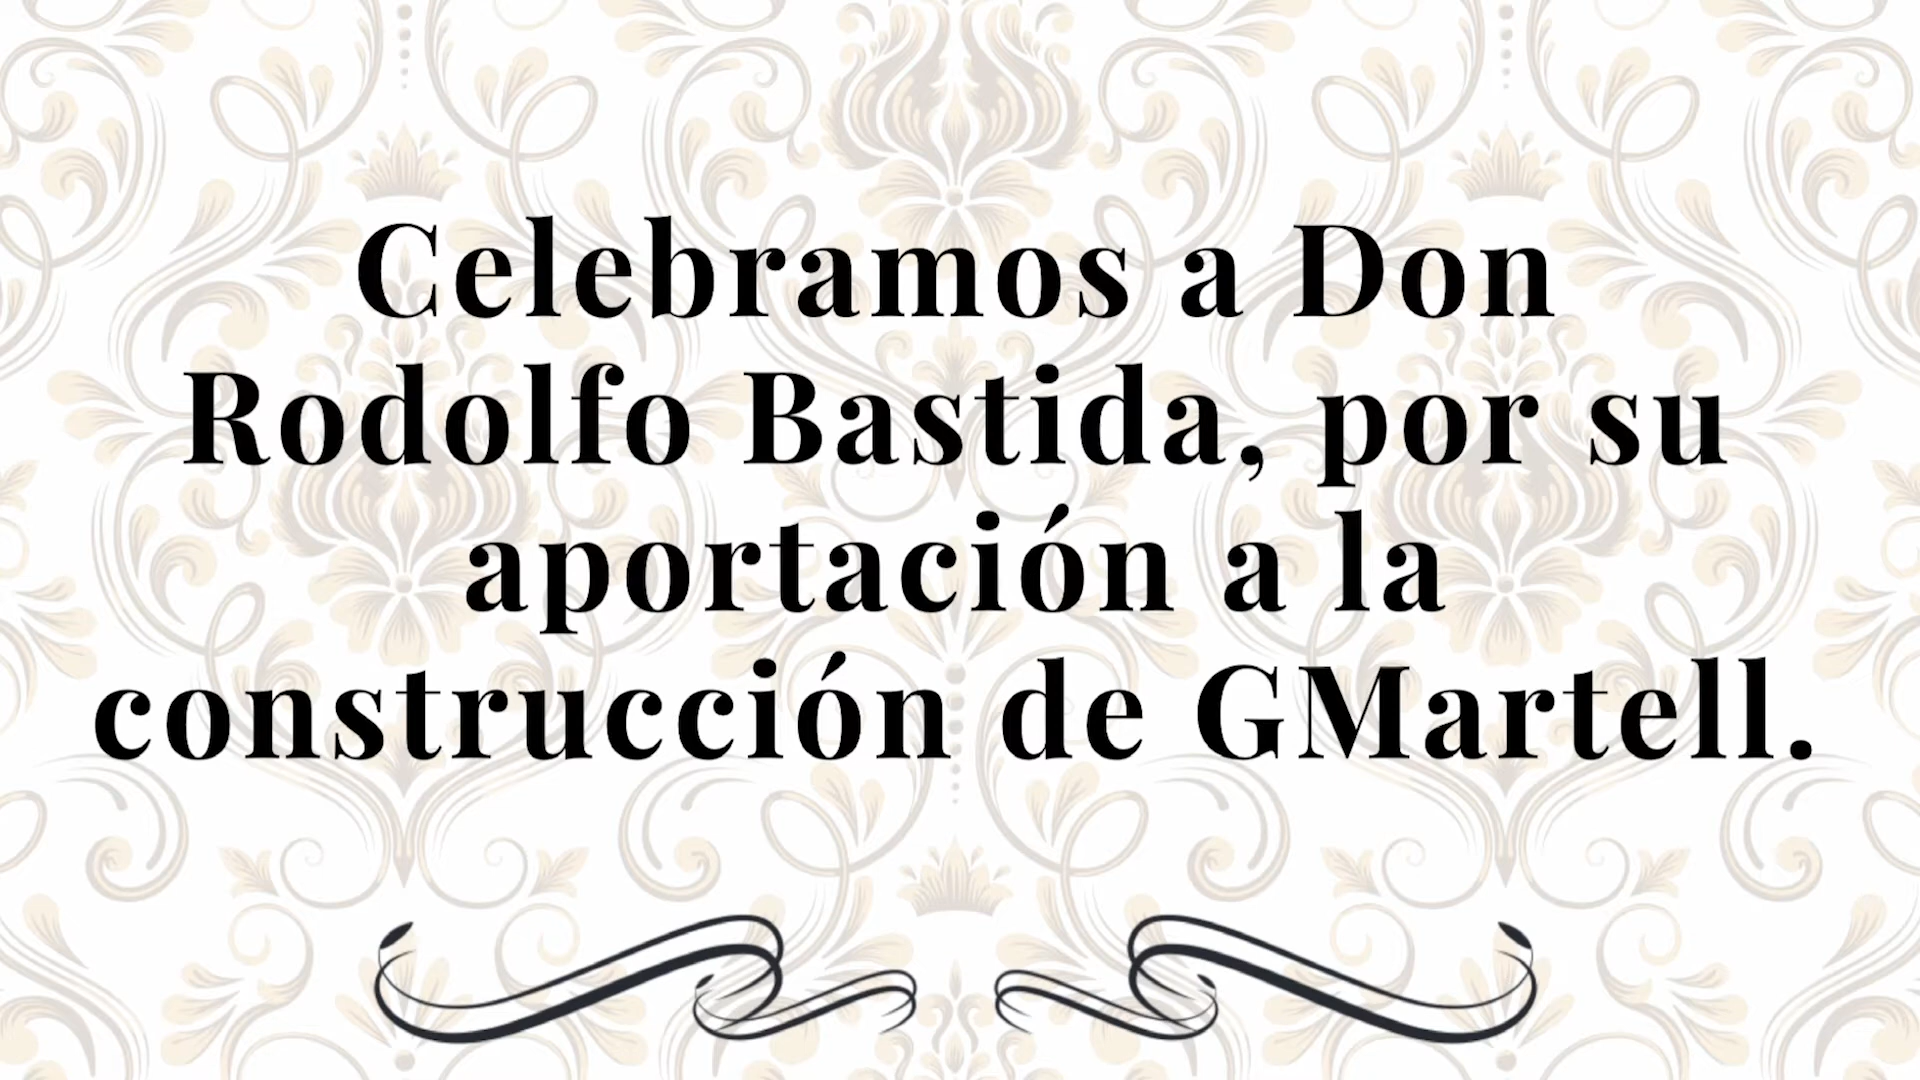 Celebramos a Don
Rodolfo Bastida, por su
aportación a la
construcción de GMartell.